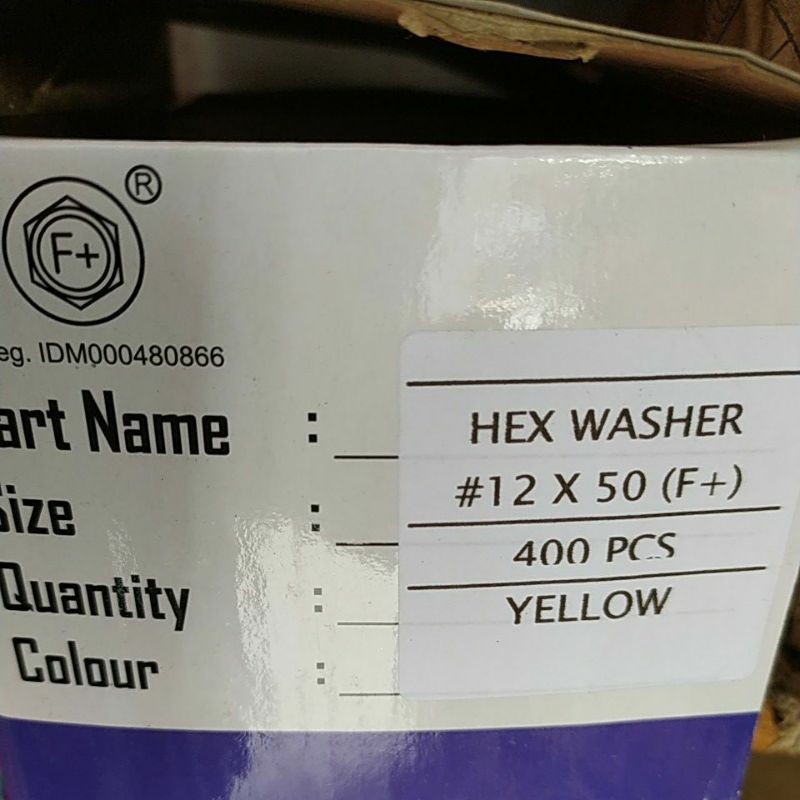 F+
®
eg. IDM000480866
art Name :
HEX WASHER
Size :
#12 X 50 (F+)
Quantity :
400 PCS
Colour :
YELLOW